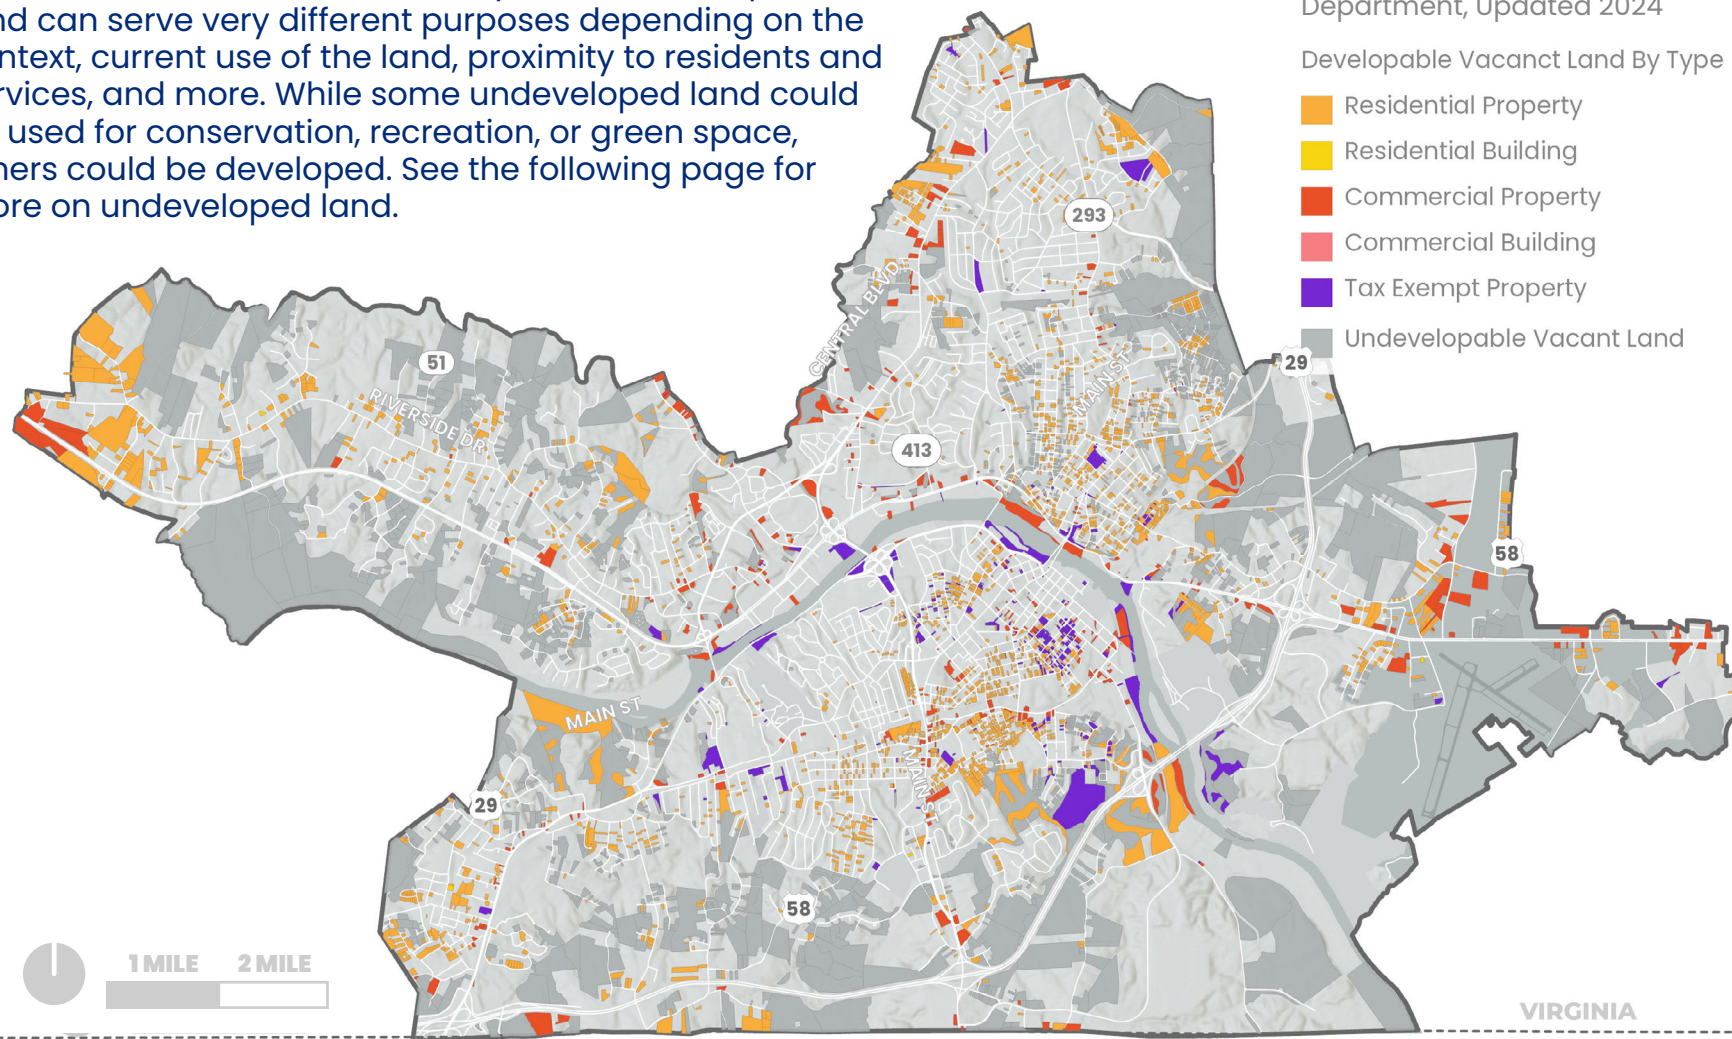 nd can serve very different purposes depending on the
ntext, current use of the land, proximity to residents and
rvices, and more. While some undeveloped land could
used for conservation, recreation, or green space,
ners could be developed. See the following page for
ore on undeveloped land.
Department, Updated 2024
Developable Vacanct Land By Type
Residential Property
Residential Building
Commercial Property
Commercial Building
Tax Exempt Property
Undevelopable Vacant Land
293
51
CENTRAL BLVD
29
RIVERSIDE DR
MAIN ST
413
58
MAIN ST
MAIN S
29
58
1 MILE 2 MILE
VIRGINIA